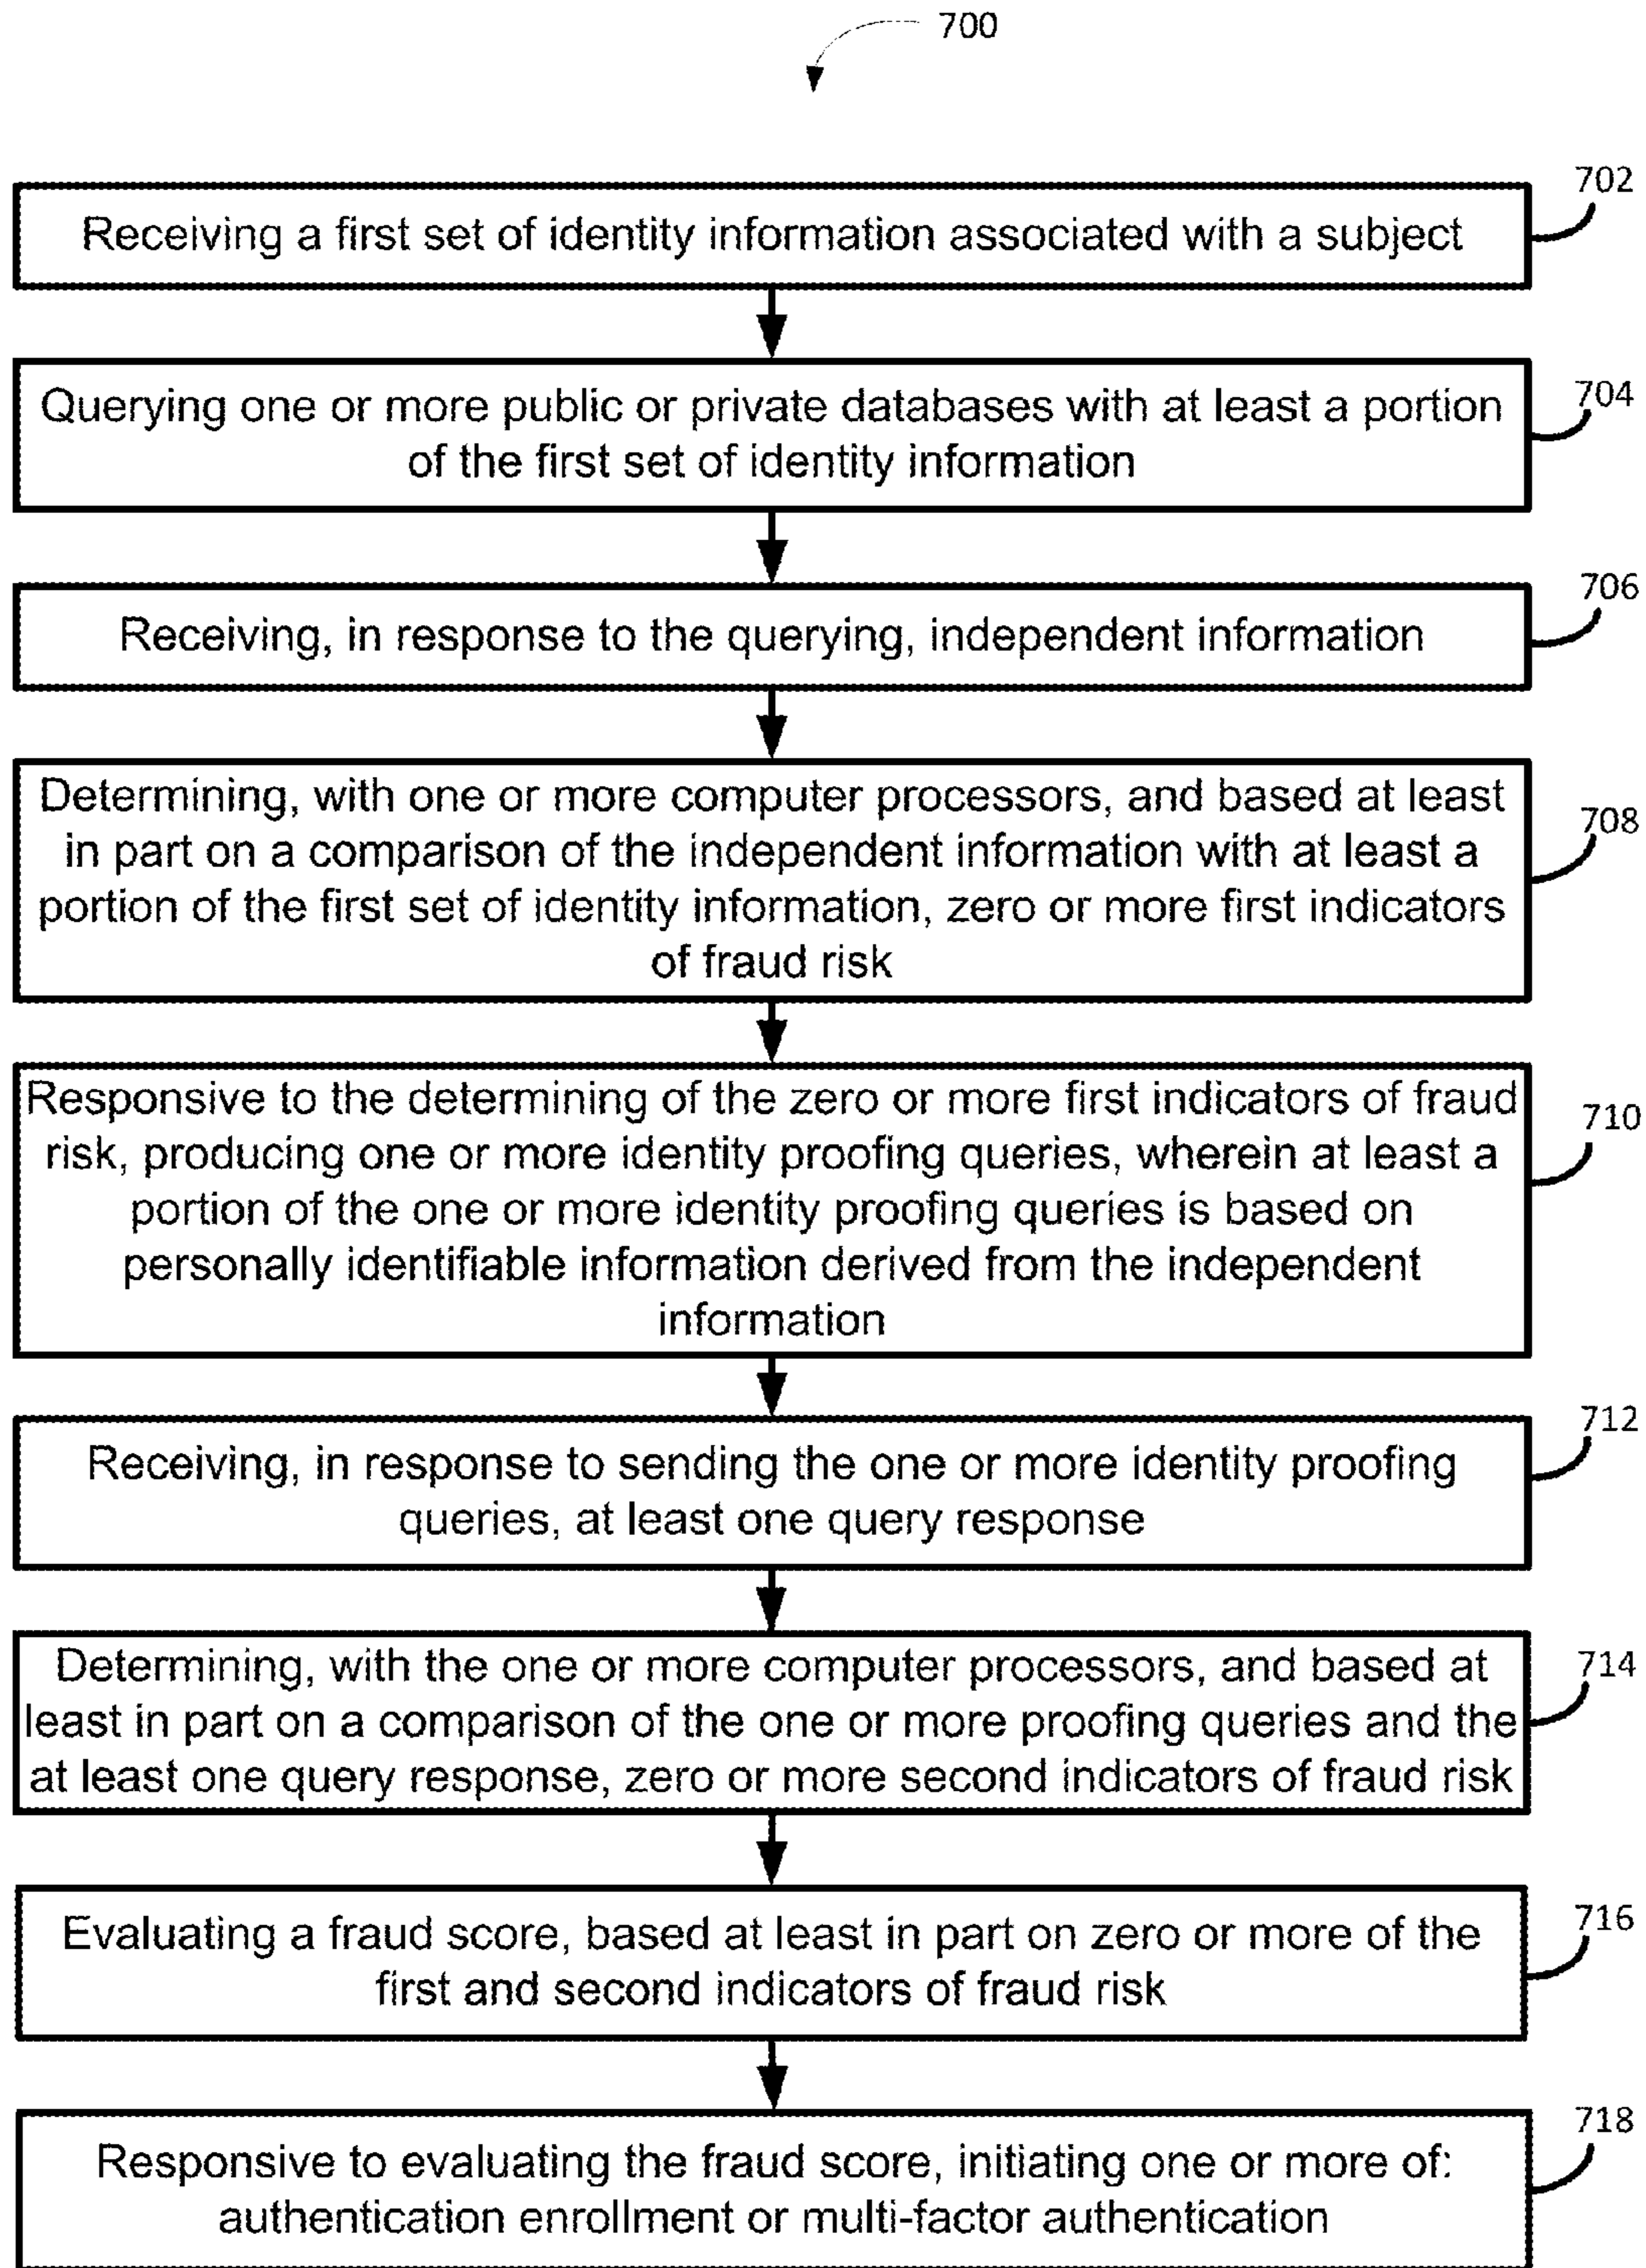 700
702
Receiving a first set of identity information associated with a subject
704
Querying one or more public or private databases with at least a portion
of the first set of identity information
706
Receiving, in response to the querying, independent information
708
Determining, with one or more computer processors, and based at least
in part on a comparison of the independent information with at least a
portion of the first set of identity information, zero or more first indicators
of fraud risk
710
Responsive to the determining of the zero or more first indicators of fraud
risk, producing one or more identity proofing queries, wherein at least a
portion of the one or more identity proofing queries is based on
personally identifiable information derived from the independent
information
712
Receiving, in response to sending the one or more identity proofing
queries, at least one query response
714
Determining, with the one or more computer processors, and based at
least in part on a comparison of the one or more proofing queries and the
at least one query response, zero or more second indicators of fraud risk
716
Evaluating a fraud score, based at least in part on zero or more of the
first and second indicators of fraud risk
718
Responsive to evaluating the fraud score, initiating one or more of:
authentication enrollment or multi-factor authentication